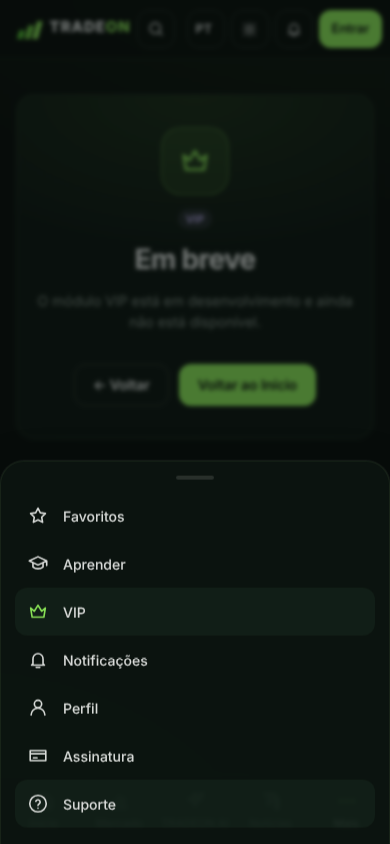 TRADEON
PT
Entrar
VIP
Em breve
O módulo VIP está em desenvolvimento e ainda
não está disponível.
← Voltar
Voltar ao Início
Favoritos
Aprender
VIP
Notificações
Perfil
Assinatura
Suporte